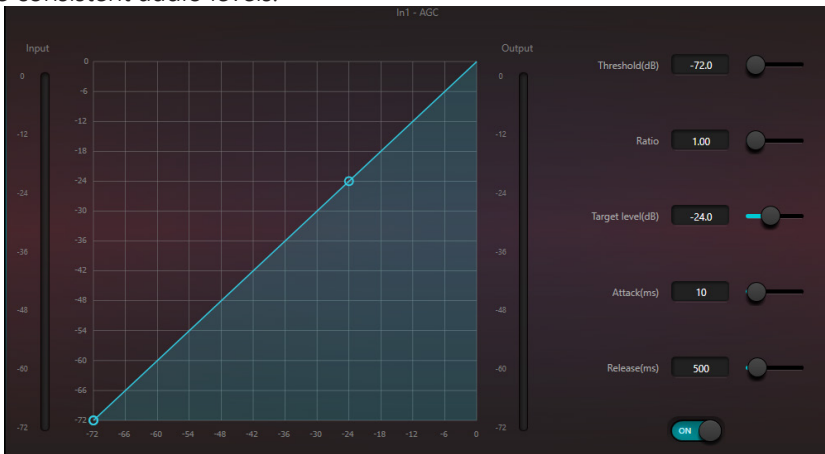 consistent audio levels.
In1 - AGC
Input
Output
0
-12
-24
-36
-48
-60
-72
0
-6
-12
-18
-24
-30
-36
-42
-48
-54
-60
-66
-72
-72 -66 -60 -54 -48 -42 -36 -30 -24 -18 -12 -6 0
0
-12
-24
-36
-48
-60
-72
Threshold(dB) -72.0
Ratio 1.00
Target level(dB) -24.0
Attack(ms) 10
Release(ms) 500
ON